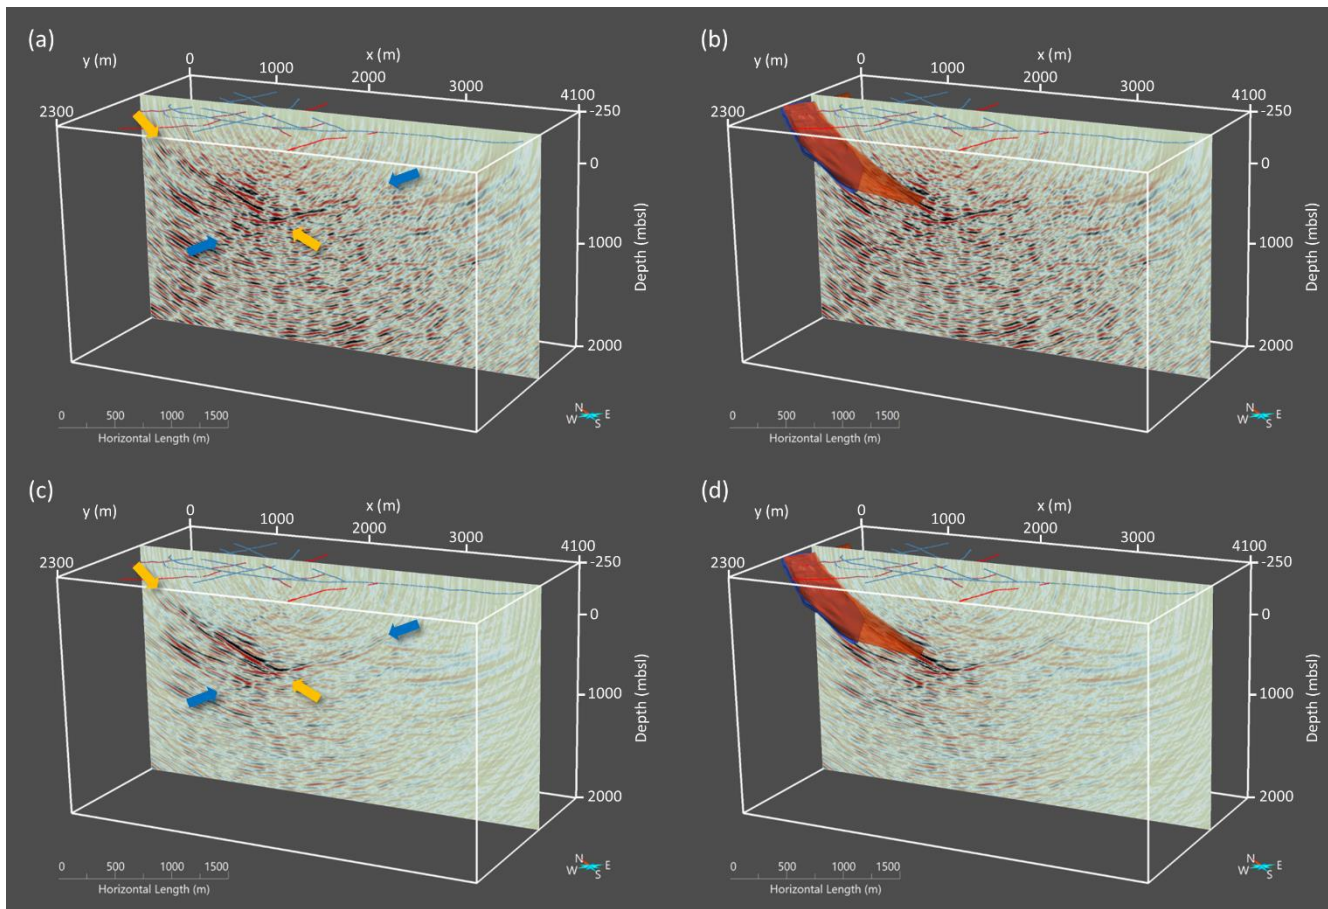 (a)
y (m)
0
x (m)
1000
2000
3000
4100
2300
-250
0
1000
2000
Depth (mbsl)
0 500 1000 1500
Horizontal Length (m)
N
W E
S
(b)
y (m)
0
x (m)
1000
2000
3000
4100
2300
-250
0
1000
2000
Depth (mbsl)
0 500 1000 1500
Horizontal Length (m)
N
W E
S
(c)
y (m)
0
x (m)
1000
2000
3000
4100
2300
-250
0
1000
2000
Depth (mbsl)
0 500 1000 1500
Horizontal Length (m)
N
W E
S
(d)
y (m)
0
x (m)
1000
2000
3000
4100
2300
-250
0
1000
2000
Depth (mbsl)
0 500 1000 1500
Horizontal Length (m)
N
W E
S